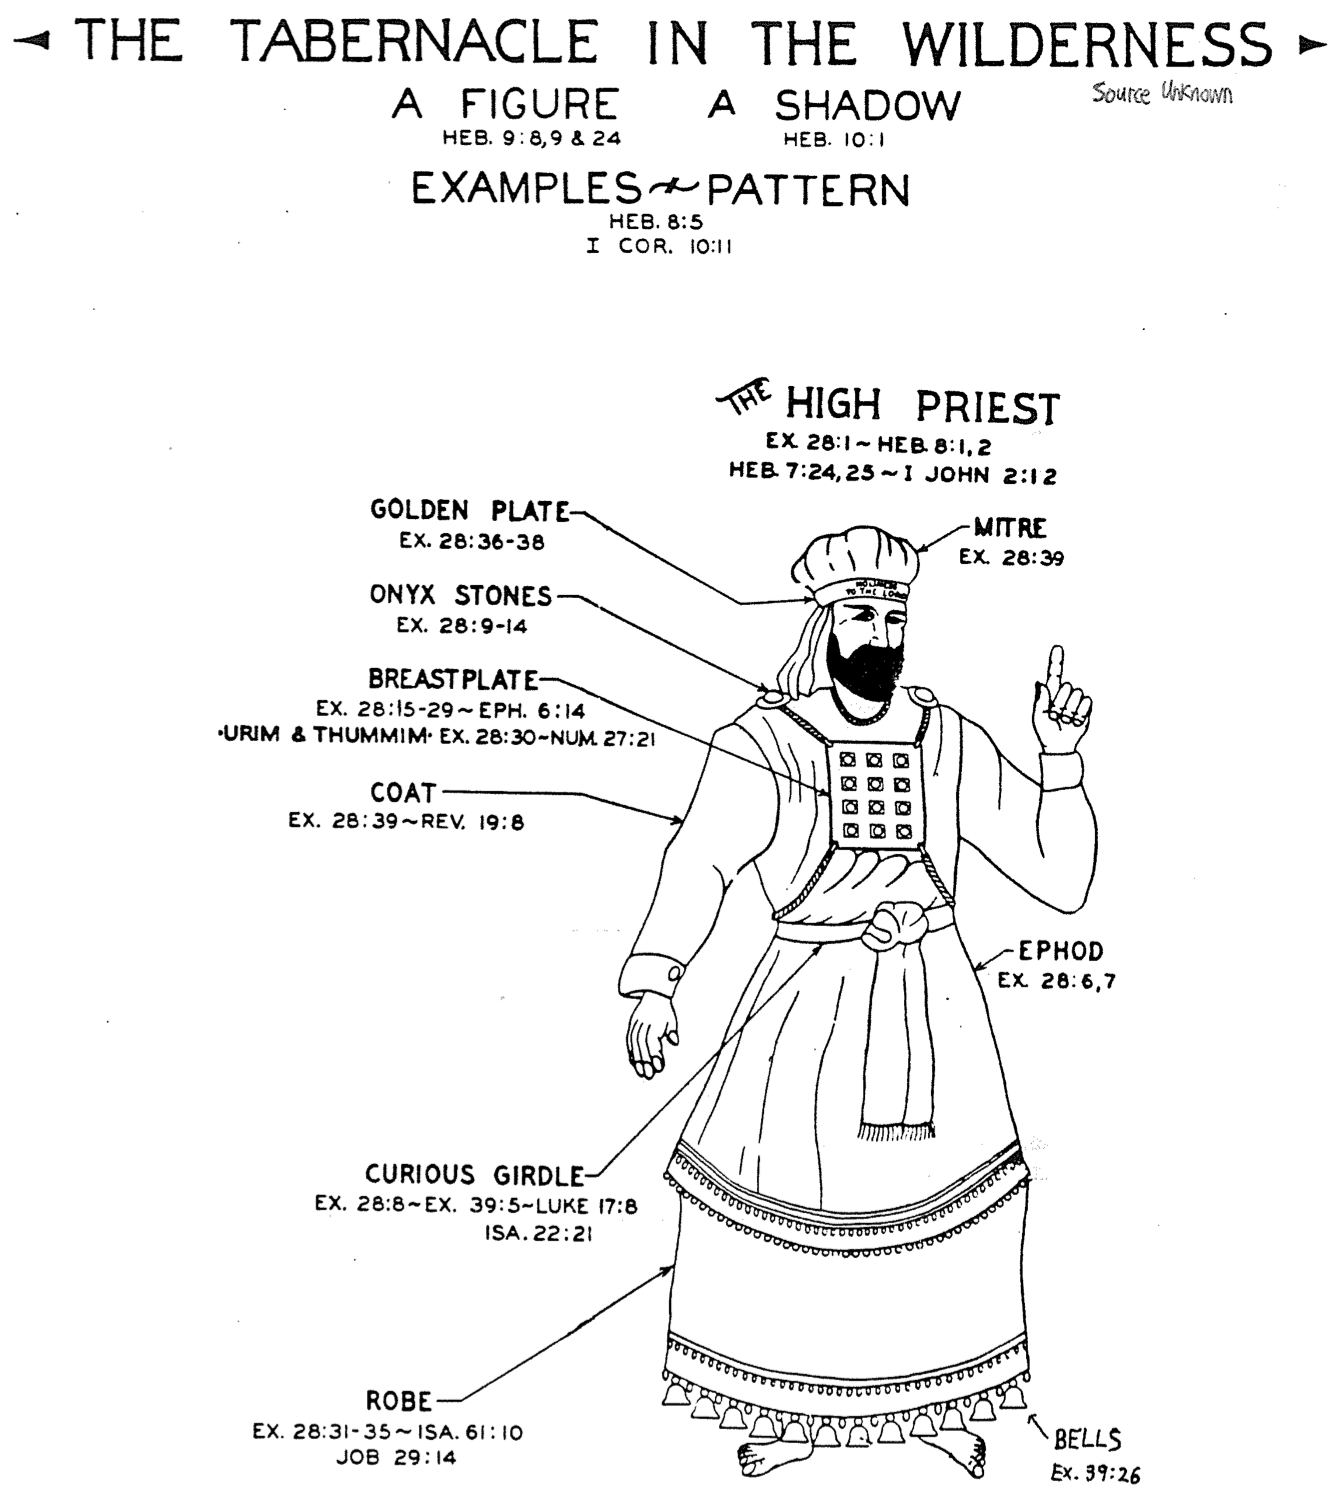 THE TABERNACLE IN THE WILDERNESS
Source Unknown
A FIGURE A SHADOW
HEB. 9:8,9 & 24 HEB. 10:1
EXAMPLES PATTERN
HEB. 8:5
I COR. 10:11
THE HIGH PRIEST
EX. 28:1 ~ HEB. 8:1,2
HEB. 7:24,25 ~ I JOHN 2:12
GOLDEN PLATE
EX. 28:36-38
MITRE
EX. 28:39
HOLINESS
TO THE LORD
ONYX STONES
EX. 28:9-14
BREASTPLATE
EX. 28:15-29 ~ EPH. 6:14
·URIM & THUMMIM· EX. 28:30 ~ NUM. 27:21
COAT
EX. 28:39 ~ REV. 19:8
EPHOD
EX. 28:6,7
CURIOUS GIRDLE
EX. 28:8 ~ EX. 39:5 ~ LUKE 17:8
ISA. 22:21
ROBE
EX. 28:31-35 ~ ISA. 61:10
JOB 29:14
BELLS
Ex. 39:26